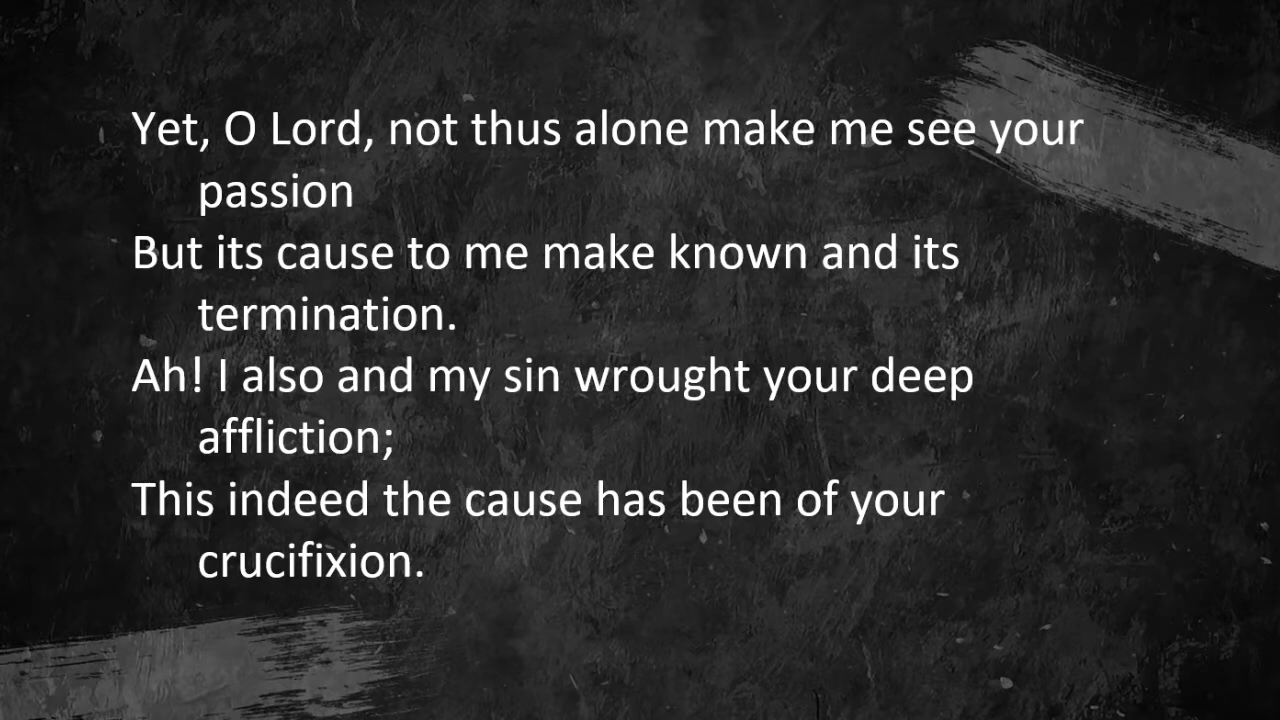 Yet, O Lord, not thus alone make me see your
passion
But its cause to me make known and its
termination.
Ah! I also and my sin wrought your deep
affliction;
This indeed the cause has been of your
crucifixion.